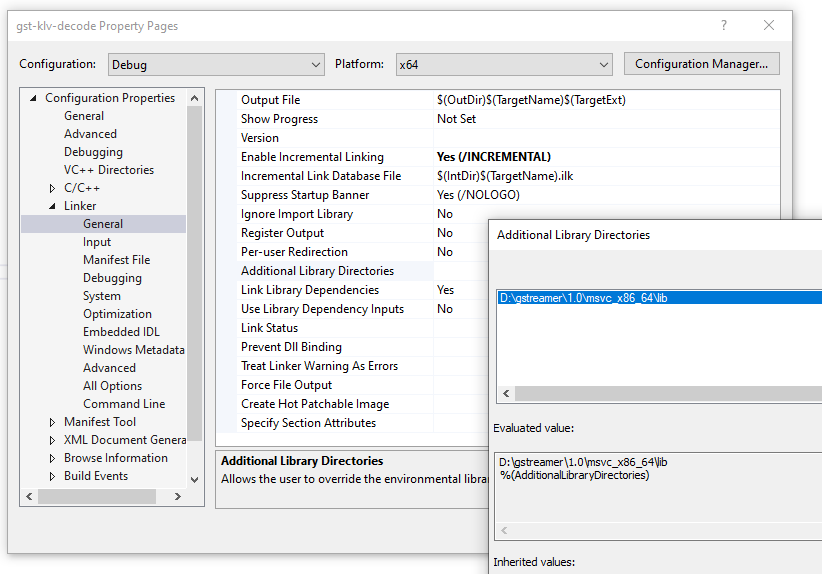 gst-klv-decode Property Pages
Configuration: Debug Platform: x64 Configuration Manager...
Configuration Properties
General
Advanced
Debugging
VC++ Directories
C/C++
Linker
General
Input
Manifest File
Debugging
System
Optimization
Embedded IDL
Windows Metadata
Advanced
All Options
Command Line
Manifest Tool
XML Document Genera
Browse Information
Build Events
Output File $(OutDir)$(TargetName)$(TargetExt)
Show Progress Not Set
Version
Enable Incremental Linking Yes (/INCREMENTAL)
Incremental Link Database File $(IntDir)$(TargetName).ilk
Suppress Startup Banner Yes (/NOLOGO)
Ignore Import Library No
Register Output No
Per-user Redirection No
Additional Library Directories
Link Library Dependencies Yes
Use Library Dependency Inputs No
Link Status
Prevent Dll Binding
Treat Linker Warning As Errors
Force File Output
Create Hot Patchable Image
Specify Section Attributes
Additional Library Directories
Allows the user to override the environmental librar
Additional Library Directories
D:\gstreamer\1.0\msvc_x86_64\lib
Evaluated value:
D:\gstreamer\1.0\msvc_x86_64\lib
%(AdditionalLibraryDirectories)
Inherited values: